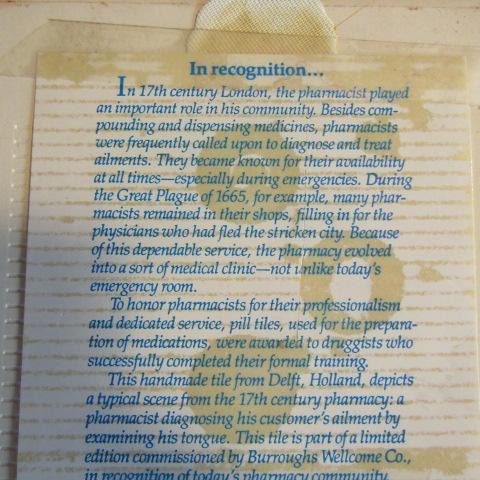 In recognition...
In 17th century London, the pharmacist played
an important role in his community. Besides com-
pounding and dispensing medicines, pharmacists
were frequently called upon to diagnose and treat
ailments. They became known for their availability
at all times—especially during emergencies. During
the Great Plague of 1665, for example, many phar-
macists remained in their shops, filling in for the
physicians who had fled the stricken city. Because
of this dependable service, the pharmacy evolved
into a sort of medical clinic—not unlike today's
emergency room.
To honor pharmacists for their professionalism
and dedicated service, pill tiles, used for the prepara-
tion of medications, were awarded to druggists who
successfully completed their formal training.
This handmade tile from Delft, Holland, depicts
a typical scene from the 17th century pharmacy: a
pharmacist diagnosing his customer's ailment by
examining his tongue. This tile is part of a limited
edition commissioned by Burroughs Wellcome Co.,
in recognition of today's pharmacy community.